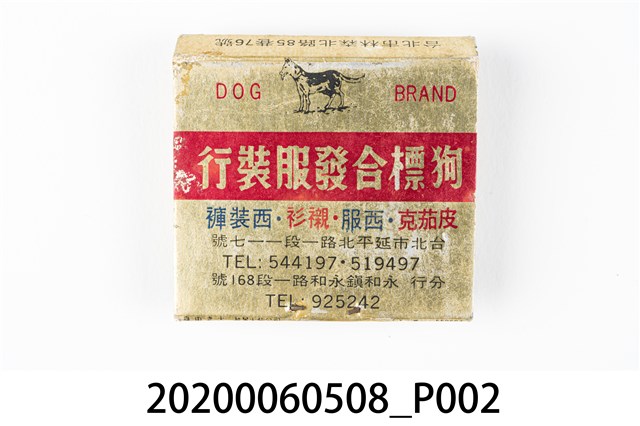 台北市林森北路85巷76號
DOG BRAND
狗標合發服裝行
皮茄克·西服·襯衫·西裝褲
台北市延平北路一段一一七號
TEL: 544197·519497
分行 永和鎮永和路一段168號
TEL: 925242
20200060508_P002